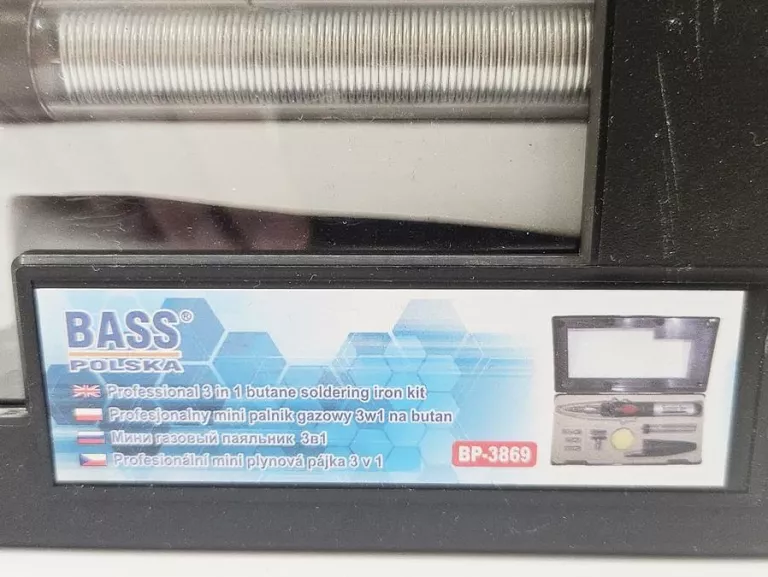 BASS®
POLSKA
Professional 3 in 1 butane soldering iron kit
Profesjonalny mini palnik gazowy 3w1 na butan
Мини газовый паяльник 3в1
Profesionální mini plynová pájka 3 v 1
BP-3869